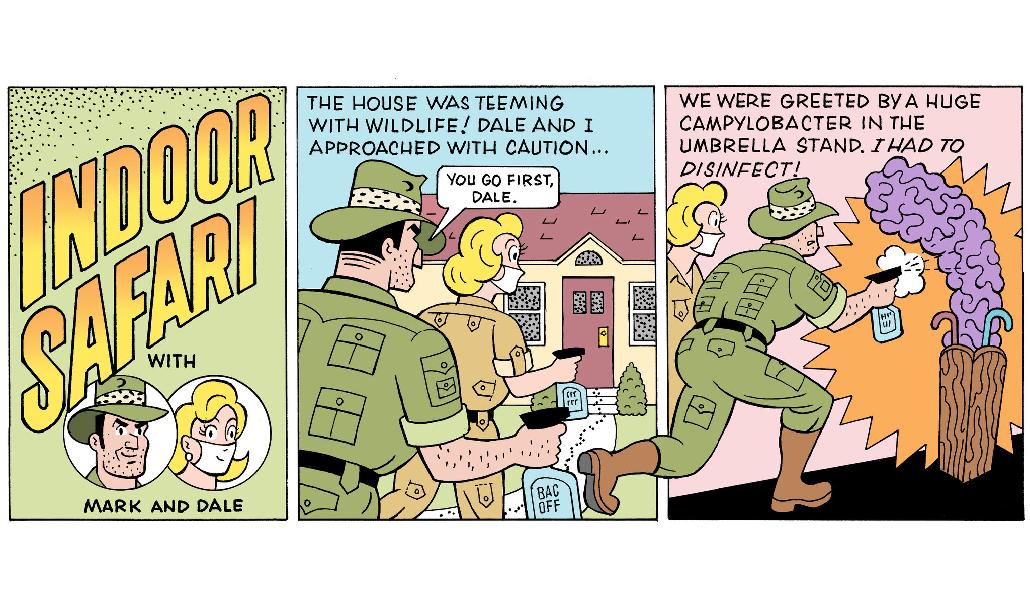 INDOOR
SAFARI
WITH
MARK AND DALE
THE HOUSE WAS TEEMING
WITH WILDLIFE! DALE AND I
APPROACHED WITH CAUTION...
YOU GO FIRST,
DALE.
BAC
OFF
WE WERE GREETED BY A HUGE
CAMPYLOBACTER IN THE
UMBRELLA STAND. I HAD TO
DISINFECT!